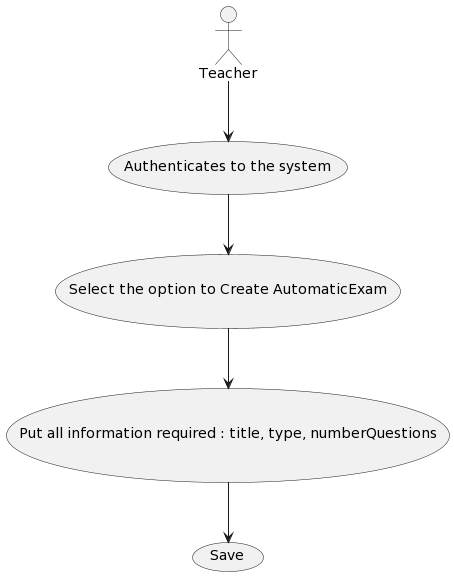 Teacher
Authenticates to the system
Select the option to Create AutomaticExam
Put all information required : title, type, numberQuestions
Save